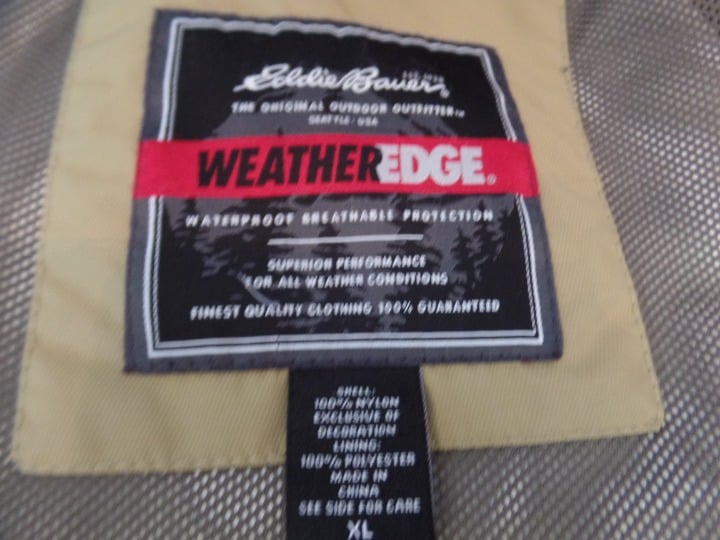 Eddie Bauer®
THE ORIGINAL OUTDOOR OUTFITTER™
SEATTLE · USA
WEATHEREDGE®
WATERPROOF BREATHABLE PROTECTION
SUPERIOR PERFORMANCE
FOR ALL WEATHER CONDITIONS
FINEST QUALITY CLOTHING 100% GUARANTEED
SHELL:
100% NYLON
EXCLUSIVE OF
DECORATION
LINING:
100% POLYESTER
MADE IN
CHINA
SEE SIDE FOR CARE
XL